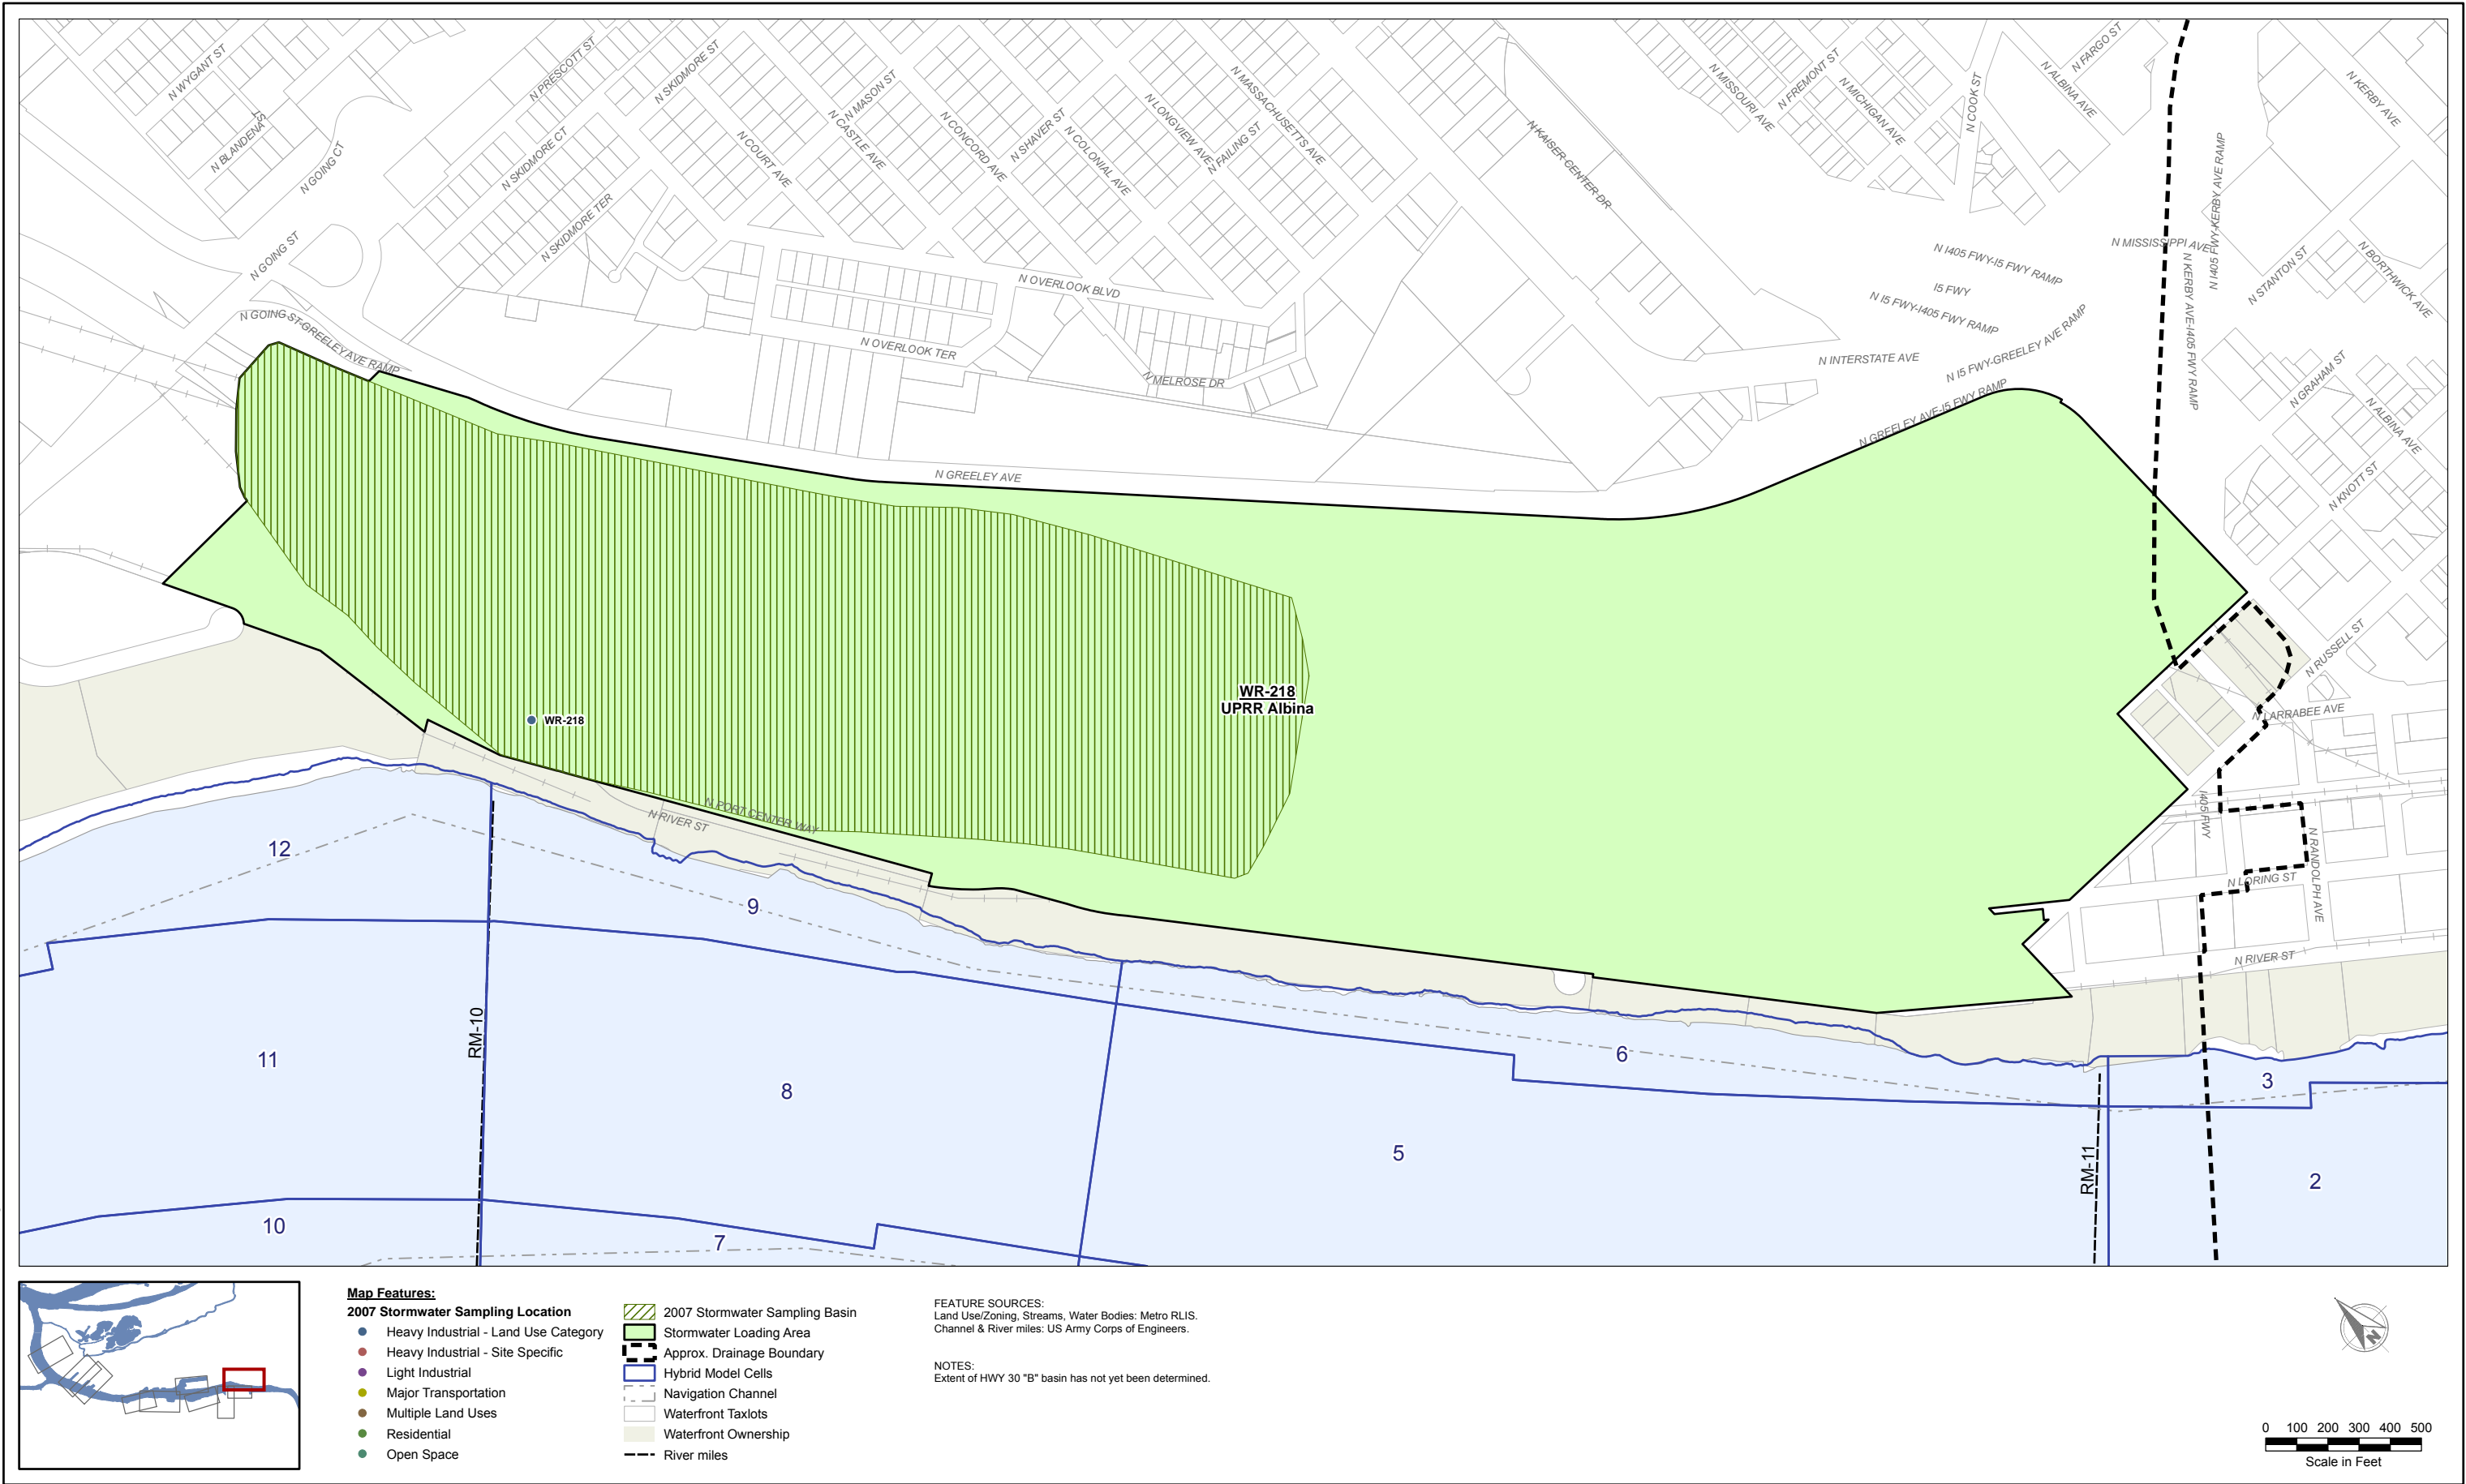 N WYGANT ST
N BLANDENA ST
N GOING CT
N GOING ST
N PRESCOTT ST
N SKIDMORE ST
N SKIDMORE CT
N SKIDMORE TER
N COURT AVE
N MASON ST
N CASTLE AVE
N CONCORD AVE
N SHAVER ST
N COLONIAL AVE
N LONGVIEW AVE
N FAILING ST
N MASSACHUSETTS AVE
N KAISER CENTER DR
N MISSOURI AVE
N FREMONT ST
N MICHIGAN AVE
N COOK ST
N ALBINA AVE
N FARGO ST
N KERBY AVE
N I405 FWY-KERBY AVE RAMP
N MISSISSIPPI AVE
N KERBY AVE-I405 FWY RAMP
N STANTON ST
N BORTHWICK AVE
N I405 FWY-I5 FWY RAMP
I5 FWY
N I5 FWY-I405 FWY RAMP
N INTERSTATE AVE
N I5 FWY-GREELEY AVE RAMP
N GREELEY AVE-I5 FWY RAMP
N GRAHAM ST
N ALBINA AVE
N KNOTT ST
N OVERLOOK BLVD
N OVERLOOK TER
N MELROSE DR
N GOING ST-GREELEY AVE RAMP
N GREELEY AVE
N RUSSELL ST
N LARRABEE AVE
I405 FWY
N RANDOLPH AVE
N LORING ST
N RIVER ST
WR-218
UPRR Albina
WR-218
N PORT CENTER WAY
N RIVER ST
12
9
11
RM-10
8
6
3
5
RM-11
2
10
7
Map Features:
2007 Stormwater Sampling Location
Heavy Industrial - Land Use Category
Heavy Industrial - Site Specific
Light Industrial
Major Transportation
Multiple Land Uses
Residential
Open Space
2007 Stormwater Sampling Basin
Stormwater Loading Area
Approx. Drainage Boundary
Hybrid Model Cells
Navigation Channel
Waterfront Taxlots
Waterfront Ownership
River miles
FEATURE SOURCES:
Land Use/Zoning, Streams, Water Bodies: Metro RLIS.
Channel & River miles: US Army Corps of Engineers.
NOTES:
Extent of HWY 30 "B" basin has not yet been determined.
N
0 100 200 300 400 500
Scale in Feet